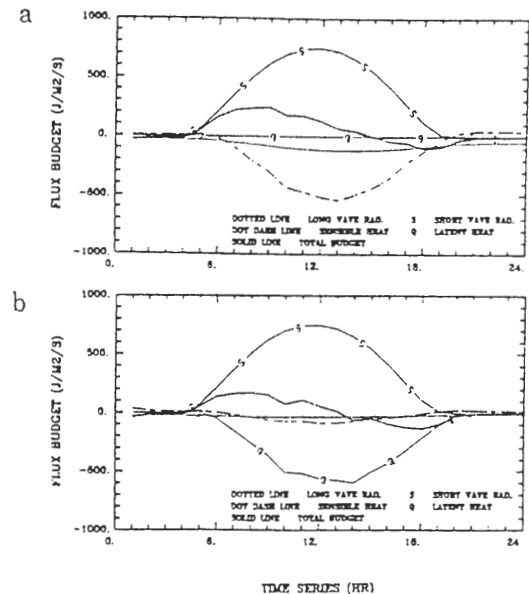 a
1000.
500.
0.
-500.
-1000.
FLUX BUDGET (J/M2/S)
S S S S
Q Q Q
DOTTED LINE LONG WAVE RAD. S SHORT WAVE RAD.
DOT DASH LINE SENSIBLE HEAT Q LATENT HEAT
SOLID LINE TOTAL BUDGET
0. 6. 12. 18. 24.
b
1000.
500.
0.
-500.
-1000.
FLUX BUDGET (J/M2/S)
S S S S
Q Q Q
DOTTED LINE LONG WAVE RAD. S SHORT WAVE RAD.
DOT DASH LINE SENSIBLE HEAT Q LATENT HEAT
SOLID LINE TOTAL BUDGET
0. 6. 12. 18. 24.
TIME SERIES (HR)